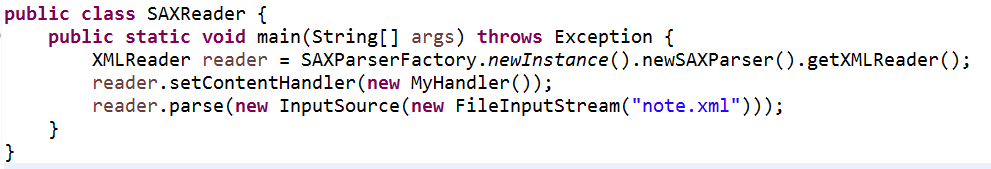 public class SAXReader {
    public static void main(String[] args) throws Exception {
        XMLReader reader = SAXParserFactory.newInstance().newSAXParser().getXMLReader();
        reader.setContentHandler(new MyHandler());
        reader.parse(new InputSource(new FileInputStream("note.xml")));
    }
}